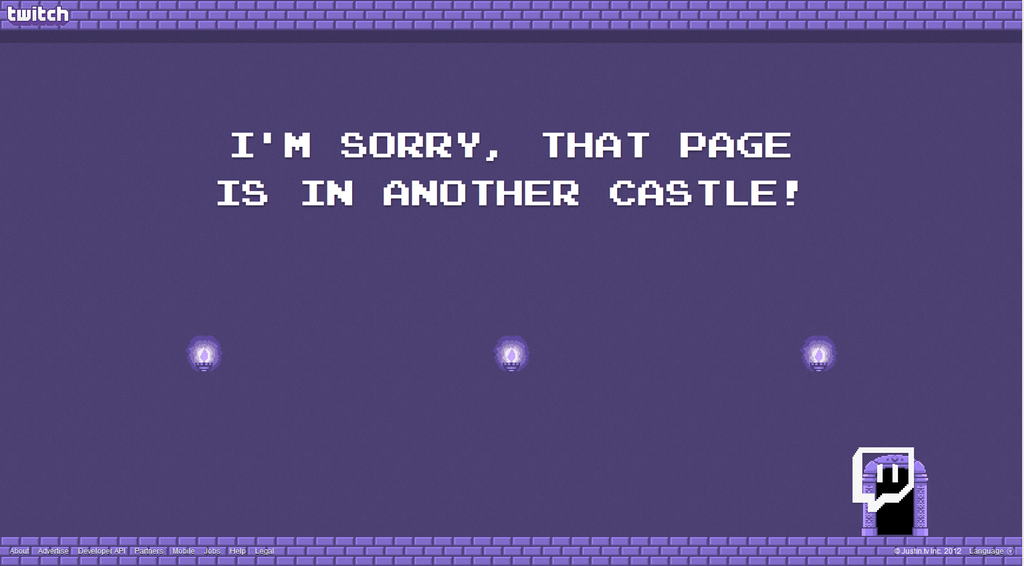 twitch
I'M SORRY, THAT PAGE
IS IN ANOTHER CASTLE!
About Advertise Developer API Partners Mobile Jobs Help Legal © Justin.tv Inc. 2012 Language